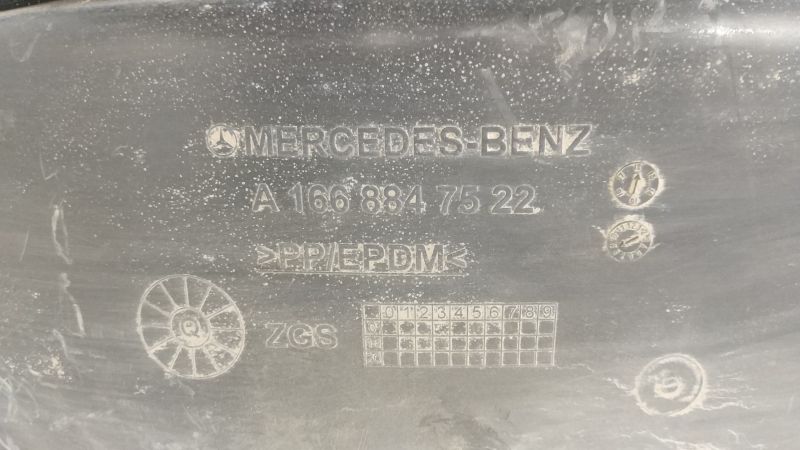 MERCEDES-BENZ
A 166 884 75 22
>PP/EPDM<
ZGS
0 1 2 3 4 5 6 7 8 9